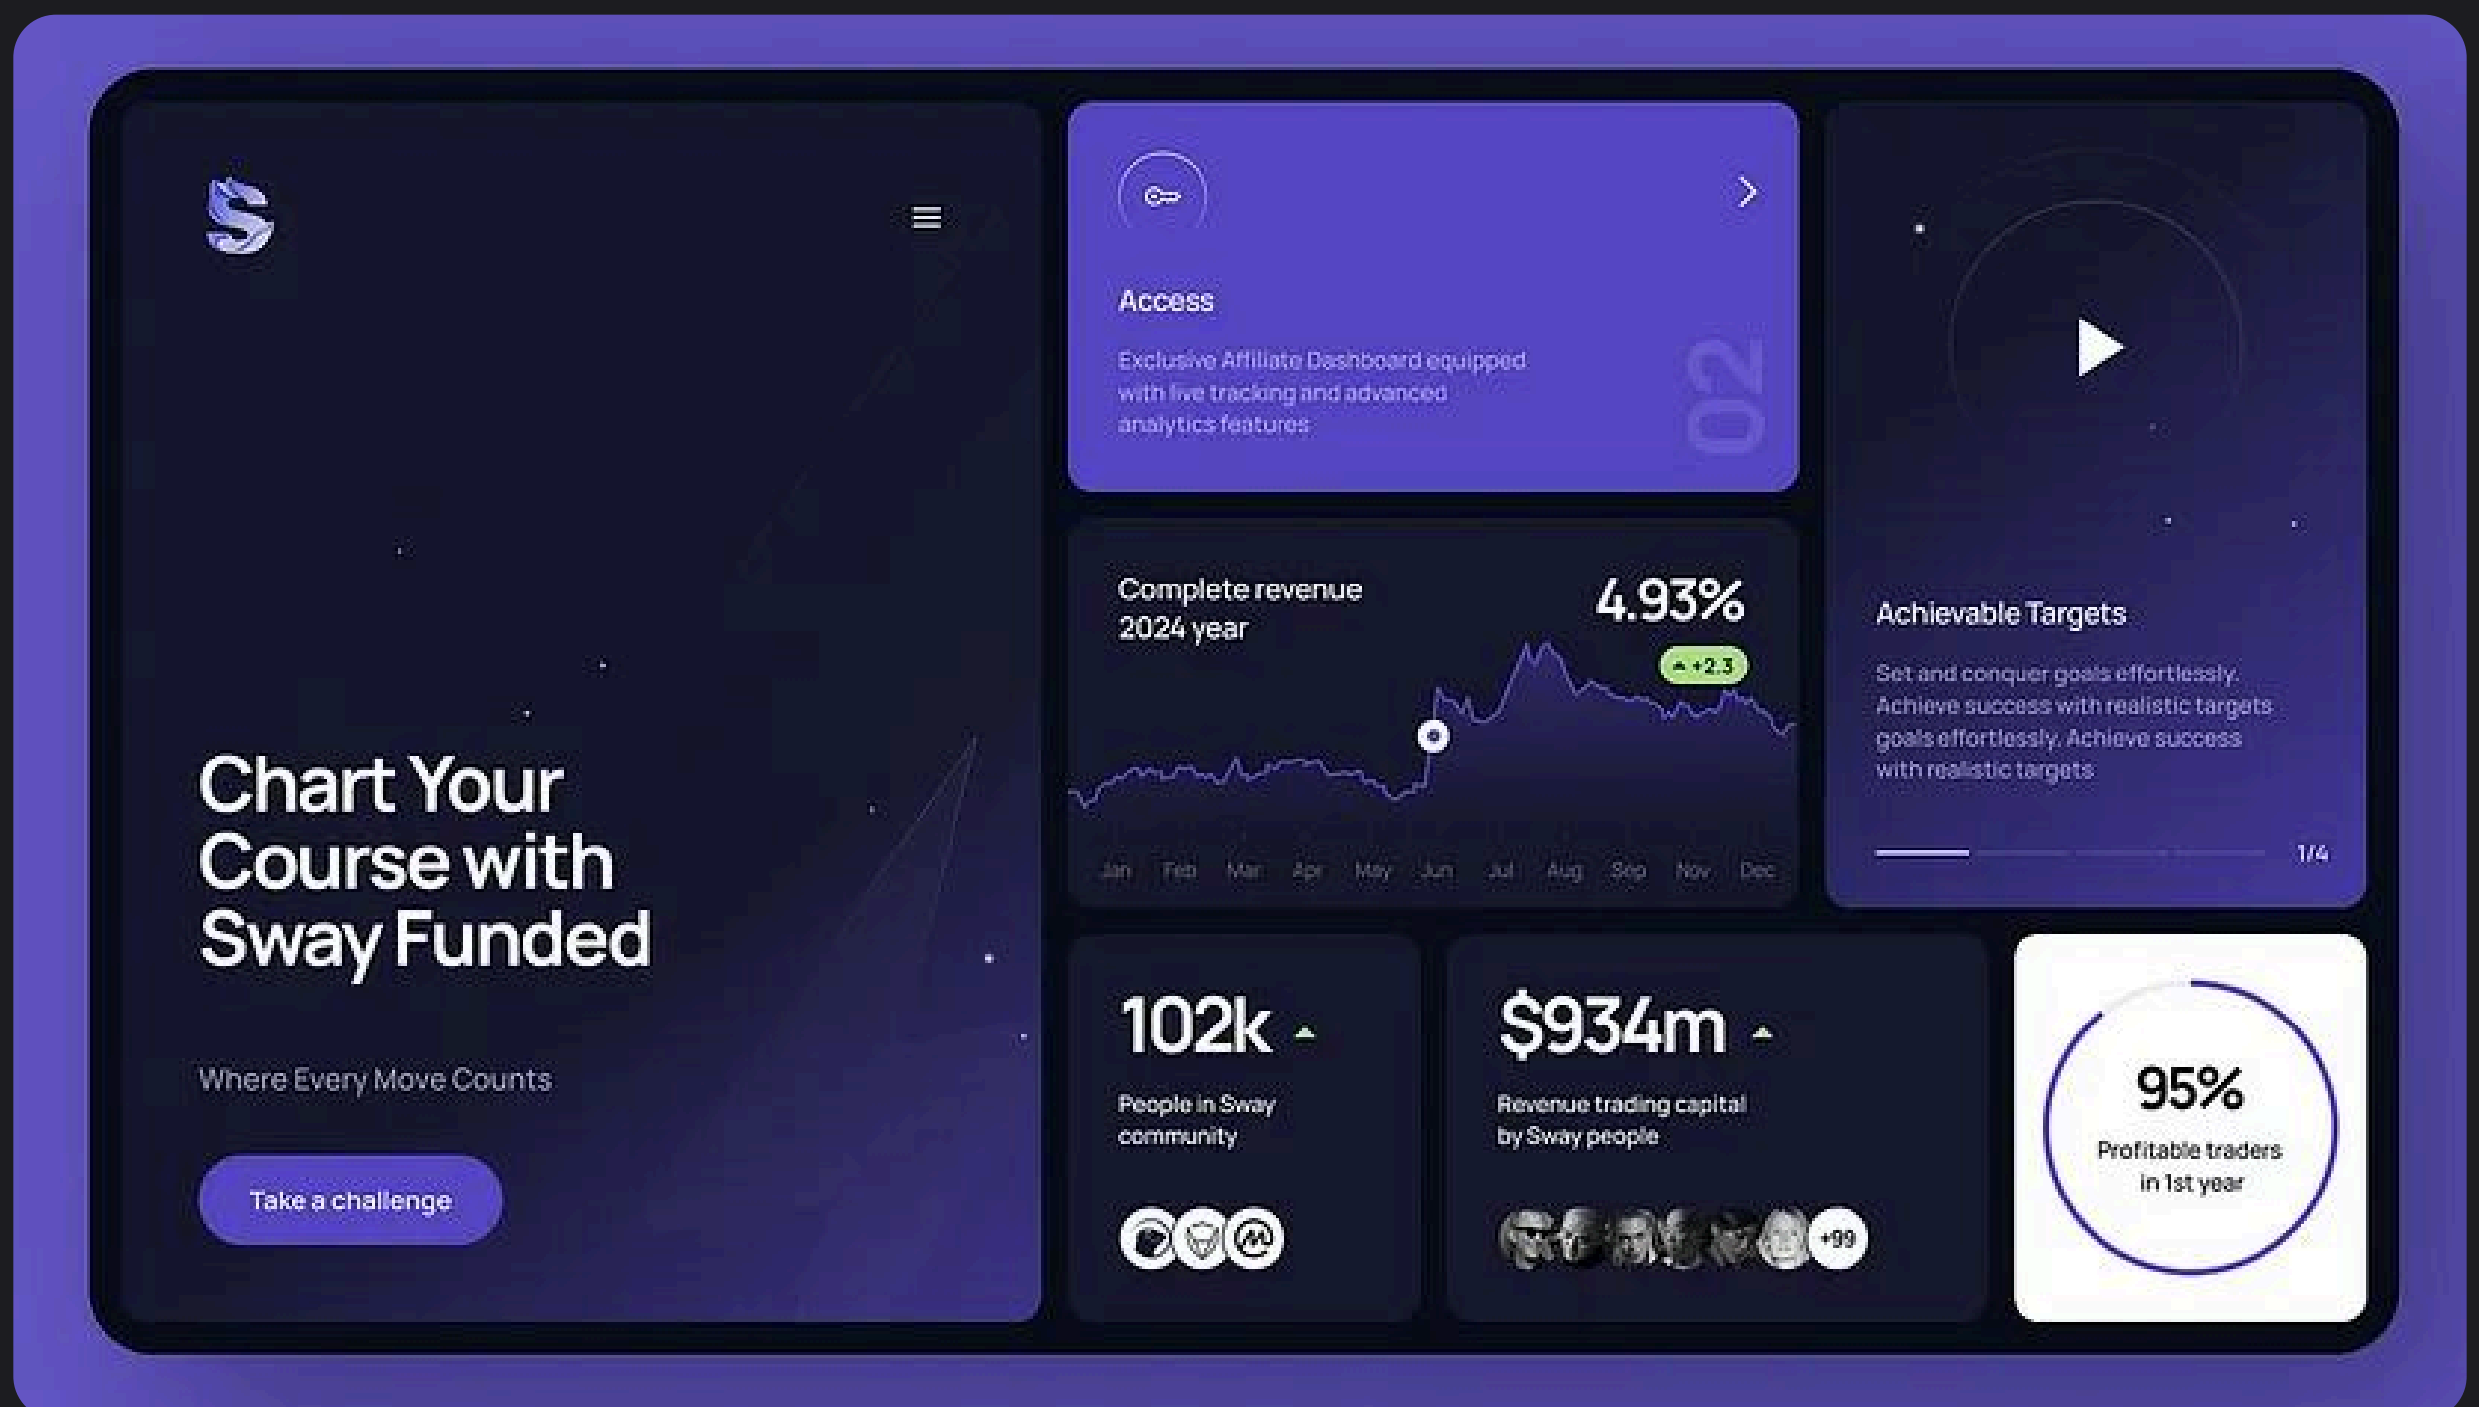 S
Chart Your
Course with
Sway Funded
Where Every Move Counts
Take a challenge
Access
Exclusive Affiliate Dashboard equipped
with live tracking and advanced
analytics features
02
Complete revenue
2024 year
4.93%
+2.3
Jan Feb Mar Apr May Jun Jul Aug Sep Nov Dec
Achievable Targets
Set and conquer goals effortlessly.
Achieve success with realistic targets
goals effortlessly. Achieve success
with realistic targets
1/4
102k
People in Sway
community
$934m
Revenue trading capital
by Sway people
+99
95%
Profitable traders
in 1st year